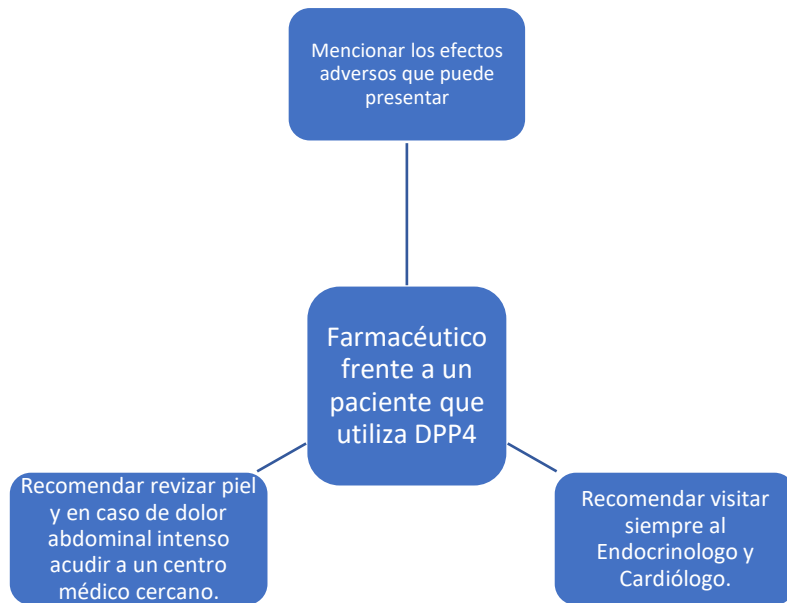 Mencionar los efectos
adversos que puede
presentar
Farmacéutico
frente a un
paciente que
utiliza DPP4
Recomendar revizar piel
y en caso de dolor
abdominal intenso
acudir a un centro
médico cercano.
Recomendar visitar
siempre al
Endocrinologo y
Cardiólogo.